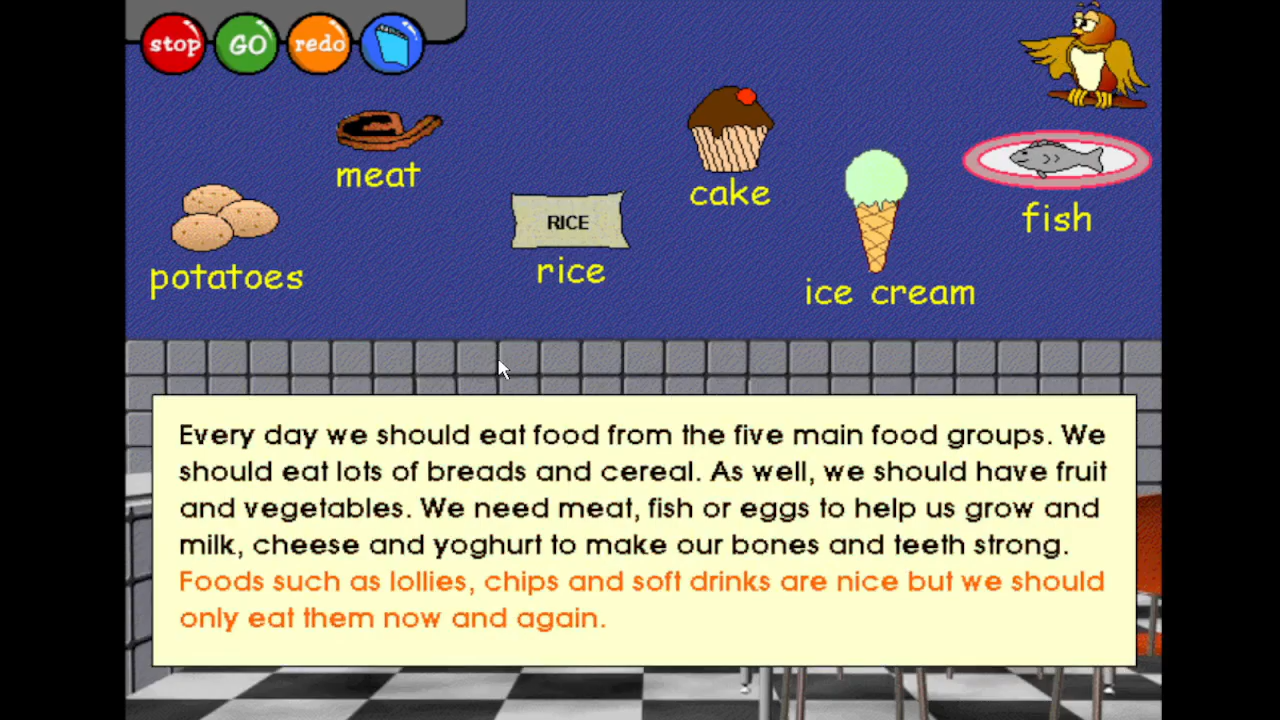 stop GO redo
meat
cake
fish
RICE
rice
potatoes
ice cream
Every day we should eat food from the five main food groups. We
should eat lots of breads and cereal. As well, we should have fruit
and vegetables. We need meat, fish or eggs to help us grow and
milk, cheese and yoghurt to make our bones and teeth strong.
Foods such as lollies, chips and soft drinks are nice but we should
only eat them now and again.